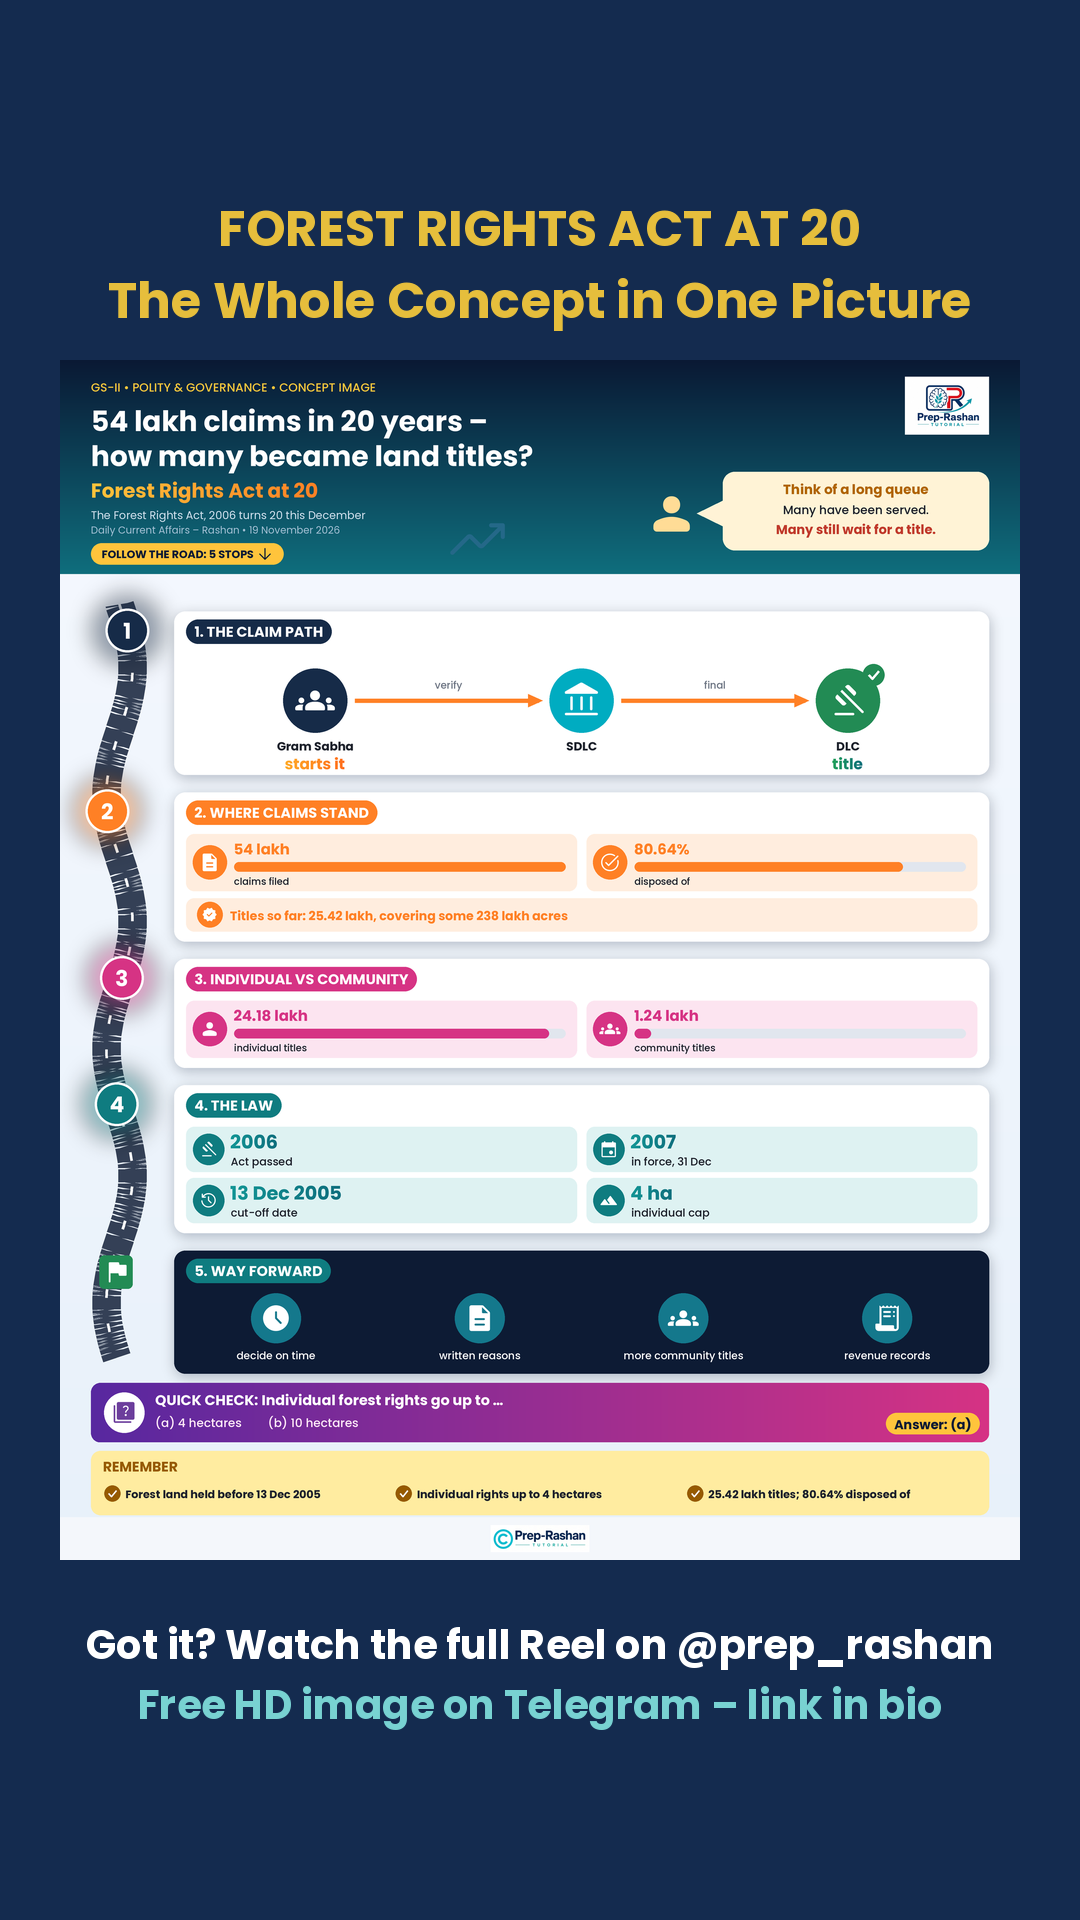 FOREST RIGHTS ACT AT 20
The Whole Concept in One Picture
GS-II • POLITY & GOVERNANCE • CONCEPT IMAGE
54 lakh claims in 20 years –
how many became land titles?
Forest Rights Act at 20
The Forest Rights Act, 2006 turns 20 this December
Daily Current Affairs – Rashan • 19 November 2026
FOLLOW THE ROAD: 5 STOPS
Prep-Rashan
TUTORIAL
Think of a long queue
Many have been served.
Many still wait for a title.
1
1. THE CLAIM PATH
verify
final
Gram Sabha
starts it
SDLC
DLC
title
2
2. WHERE CLAIMS STAND
54 lakh
claims filed
80.64%
disposed of
Titles so far: 25.42 lakh, covering some 238 lakh acres
3
3. INDIVIDUAL VS COMMUNITY
24.18 lakh
individual titles
1.24 lakh
community titles
4
4. THE LAW
2006
Act passed
2007
in force, 31 Dec
13 Dec 2005
cut-off date
4 ha
individual cap
5. WAY FORWARD
decide on time
written reasons
more community titles
revenue records
QUICK CHECK: Individual forest rights go up to ...
(a) 4 hectares (b) 10 hectares
Answer: (a)
REMEMBER
Forest land held before 13 Dec 2005
Individual rights up to 4 hectares
25.42 lakh titles; 80.64% disposed of
© Prep-Rashan
TUTORIAL
Got it? Watch the full Reel on @prep_rashan
Free HD image on Telegram – link in bio